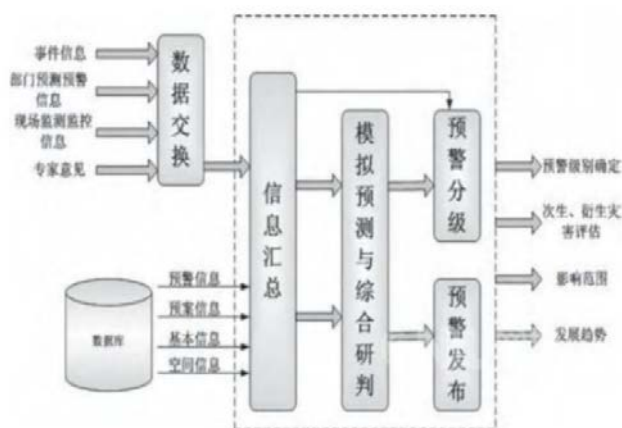 事件信息
部门预测预警
信息
现场监测监控
信息
专家意见
数据交换
信息汇总
模拟预测与综合研判
预警分级
预警发布
预警级别确定
次生、衍生灾
害评估
影响范围
发展趋势
数据库
预警信息
预案信息
基本信息
空间信息